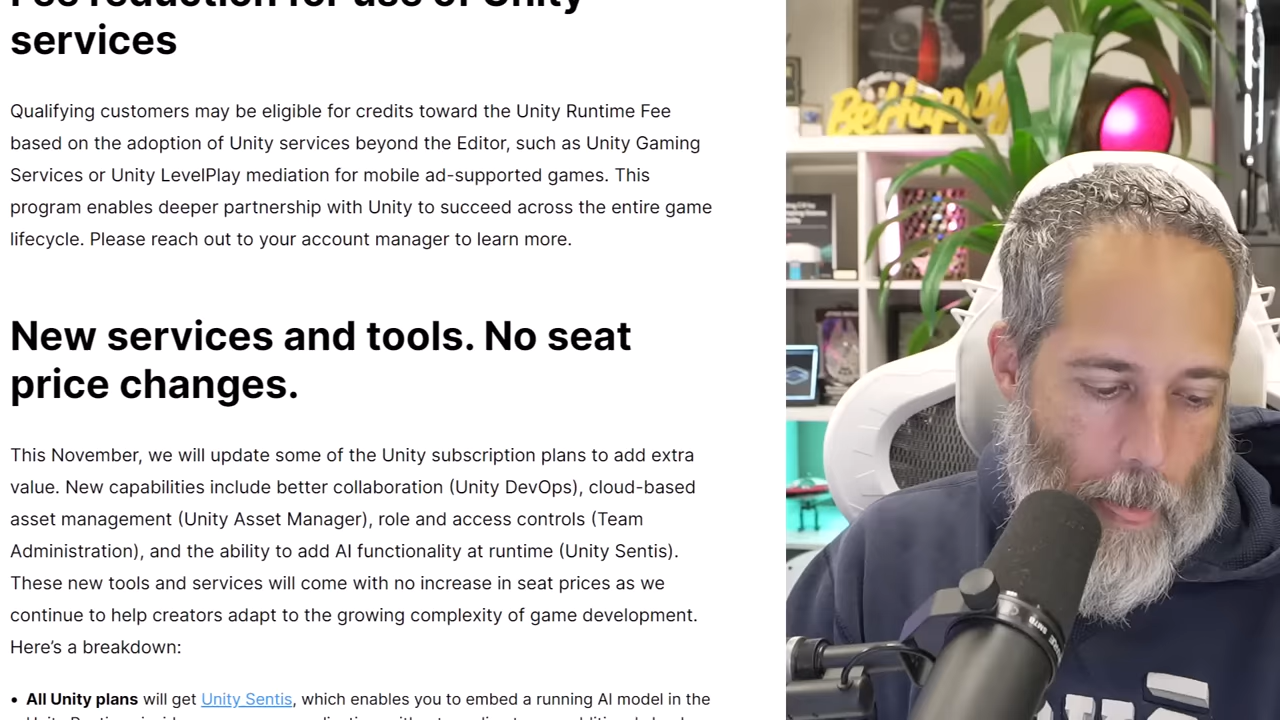 Fee reduction for use of Unity
services
Qualifying customers may be eligible for credits toward the Unity Runtime Fee
based on the adoption of Unity services beyond the Editor, such as Unity Gaming
Services or Unity LevelPlay mediation for mobile ad-supported games. This
program enables deeper partnership with Unity to succeed across the entire game
lifecycle. Please reach out to your account manager to learn more.
New services and tools. No seat
price changes.
This November, we will update some of the Unity subscription plans to add extra
value. New capabilities include better collaboration (Unity DevOps), cloud-based
asset management (Unity Asset Manager), role and access controls (Team
Administration), and the ability to add AI functionality at runtime (Unity Sentis).
These new tools and services will come with no increase in seat prices as we
continue to help creators adapt to the growing complexity of game development.
Here’s a breakdown:
• All Unity plans will get Unity Sentis, which enables you to embed a running AI model in the
Be Happy